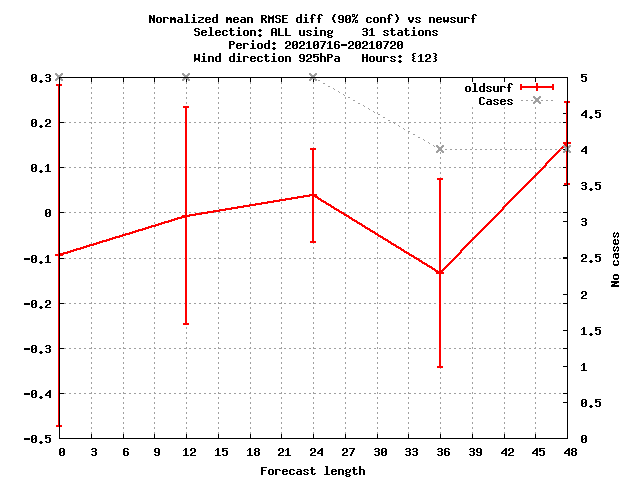 Normalized mean RMSE diff (90% conf) vs newsurf
Selection: ALL using    31 stations
Period: 20210716-20210720
Wind direction 925hPa   Hours: {12}
oldsurf
Cases
0.3
0.2
0.1
0
-0.1
-0.2
-0.3
-0.4
-0.5
5
4.5
4
3.5
3
2.5
2
1.5
1
0.5
0
No cases
0 3 6 9 12 15 18 21 24 27 30 33 36 39 42 45 48
Forecast length